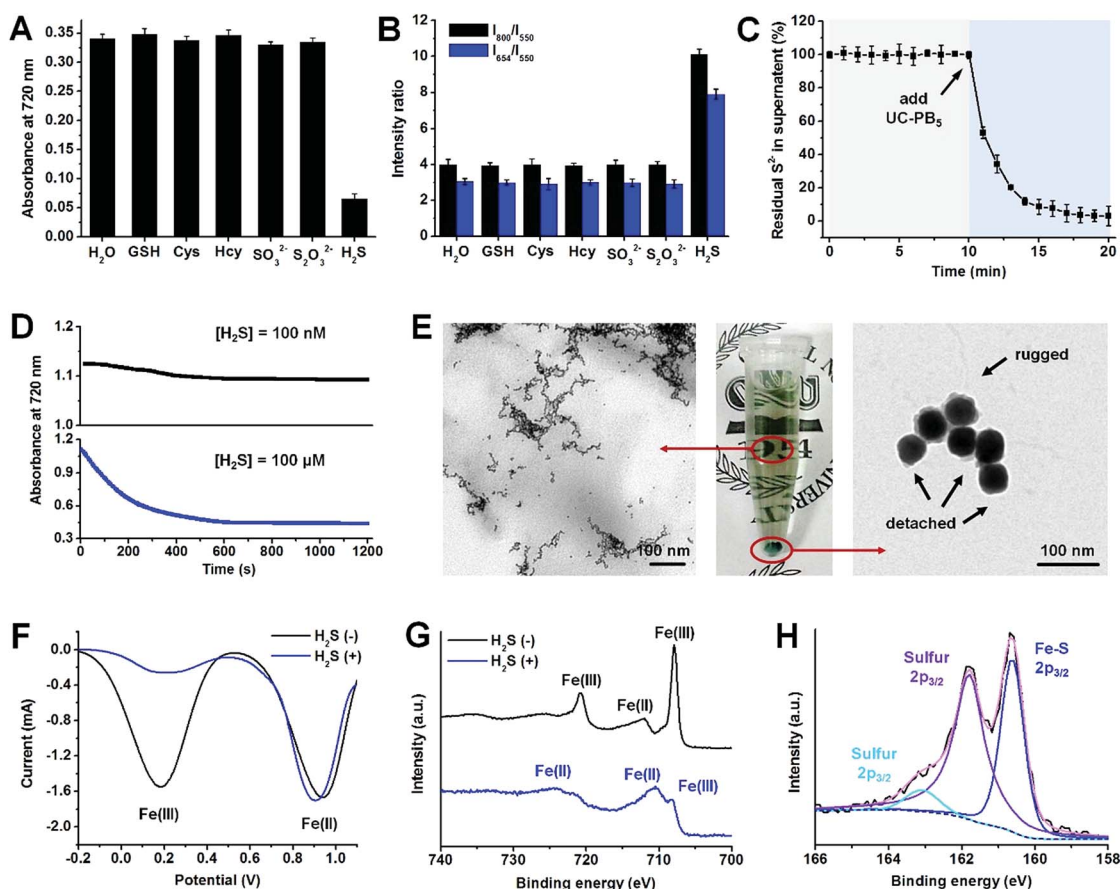 A
Absorbance at 720 nm
0.35
0.30
0.25
0.20
0.15
0.10
0.05
0.00
H₂O GSH Cys Hcy SO₃²⁻ S₂O₃²⁻ H₂S
B
Intensity ratio
12
10
8
6
4
2
0
I₈₀₀/I₅₅₀
I₆₅₄/I₅₅₀
H₂O GSH Cys Hcy SO₃²⁻ S₂O₃²⁻ H₂S
C
Residual S²⁻ in supernatent (%)
120
100
80
60
40
20
0
add
UC-PB₅
0 5 10 15 20
Time (min)
D
Absorbance at 720 nm
1.2
1.1
1.0
[H₂S] = 100 nM
1.2
0.9
0.6
0.3
[H₂S] = 100 µM
0 200 400 600 800 1000 1200
Time (s)
E
100 nm
rugged
detached
100 nm
F
Current (mA)
0.0
-0.4
-0.8
-1.2
-1.6
-2.0
H₂S (-)
H₂S (+)
Fe(III)
Fe(II)
-0.2 0.0 0.2 0.4 0.6 0.8 1.0
Potential (V)
G
Intensity (a.u.)
H₂S (-)
H₂S (+)
Fe(III)
Fe(III)
Fe(II)
Fe(II)
Fe(II)
Fe(III)
740 730 720 710 700
Binding energy (eV)
H
Intensity (a.u.)
Fe-S
2p₃/₂
Sulfur
2p₃/₂
Sulfur
2p₃/₂
166 164 162 160 158
Binding energy (eV)